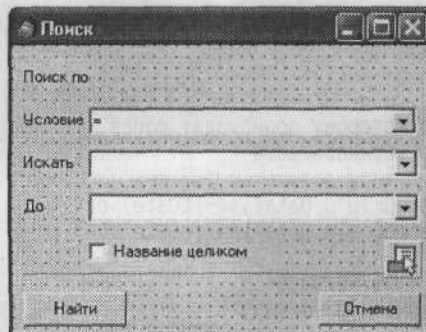 Поиск
Поиск по
Условие =
Искать
До
Название целиком
Найти
Отмена